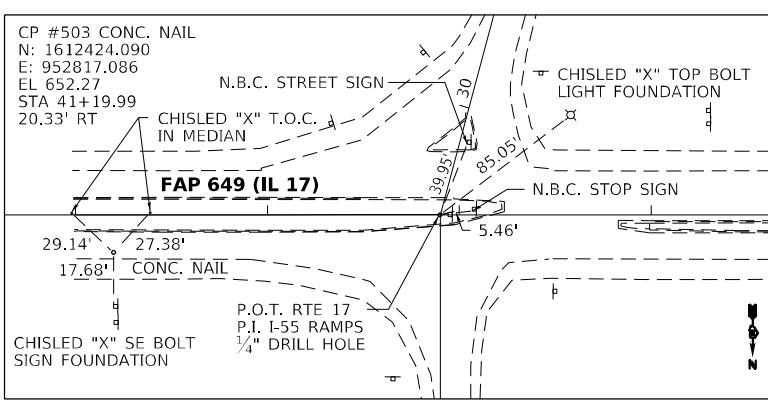 CP #503 CONC. NAIL
N: 1612424.090
E: 952817.086
EL 652.27
STA 41+19.99
20.33' RT
CHISLED "X" T.O.C.
IN MEDIAN
N.B.C. STREET SIGN
30
CHISLED "X" TOP BOLT
LIGHT FOUNDATION
39.95'
85.05'
FAP 649 (IL 17)
N.B.C. STOP SIGN
5.46'
29.14'
27.38'
17.68'
CONC. NAIL
P.O.T. RTE 17
P.I. I-55 RAMPS
1/4" DRILL HOLE
CHISLED "X" SE BOLT
SIGN FOUNDATION
N